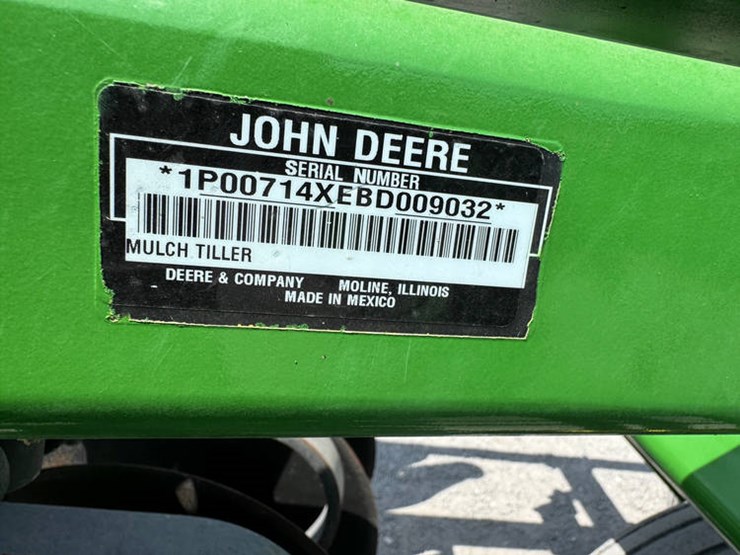 JOHN DEERE
SERIAL NUMBER
*1P00714XEBD009032*
MULCH TILLER
DEERE & COMPANY MOLINE, ILLINOIS
MADE IN MEXICO